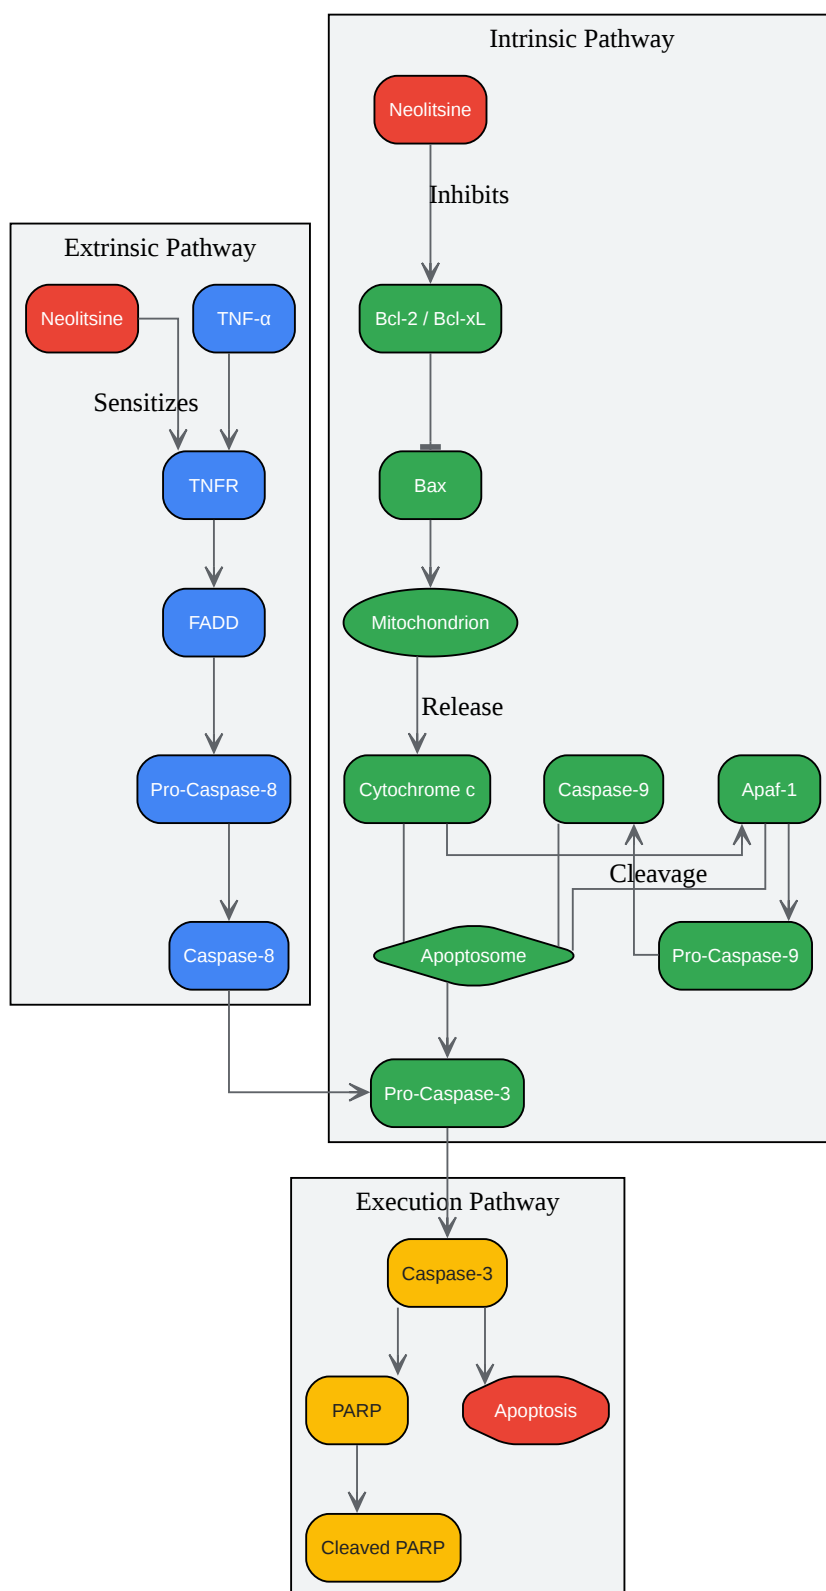 Intrinsic Pathway
Neolitsine
Inhibits
Extrinsic Pathway
Neolitsine
TNF-α
Bcl-2 / Bcl-xL
Sensitizes
TNFR
Bax
FADD
Mitochondrion
Release
Pro-Caspase-8
Cytochrome c
Caspase-9
Apaf-1
Cleavage
Caspase-8
Apoptosome
Pro-Caspase-9
Pro-Caspase-3
Execution Pathway
Caspase-3
PARP
Apoptosis
Cleaved PARP